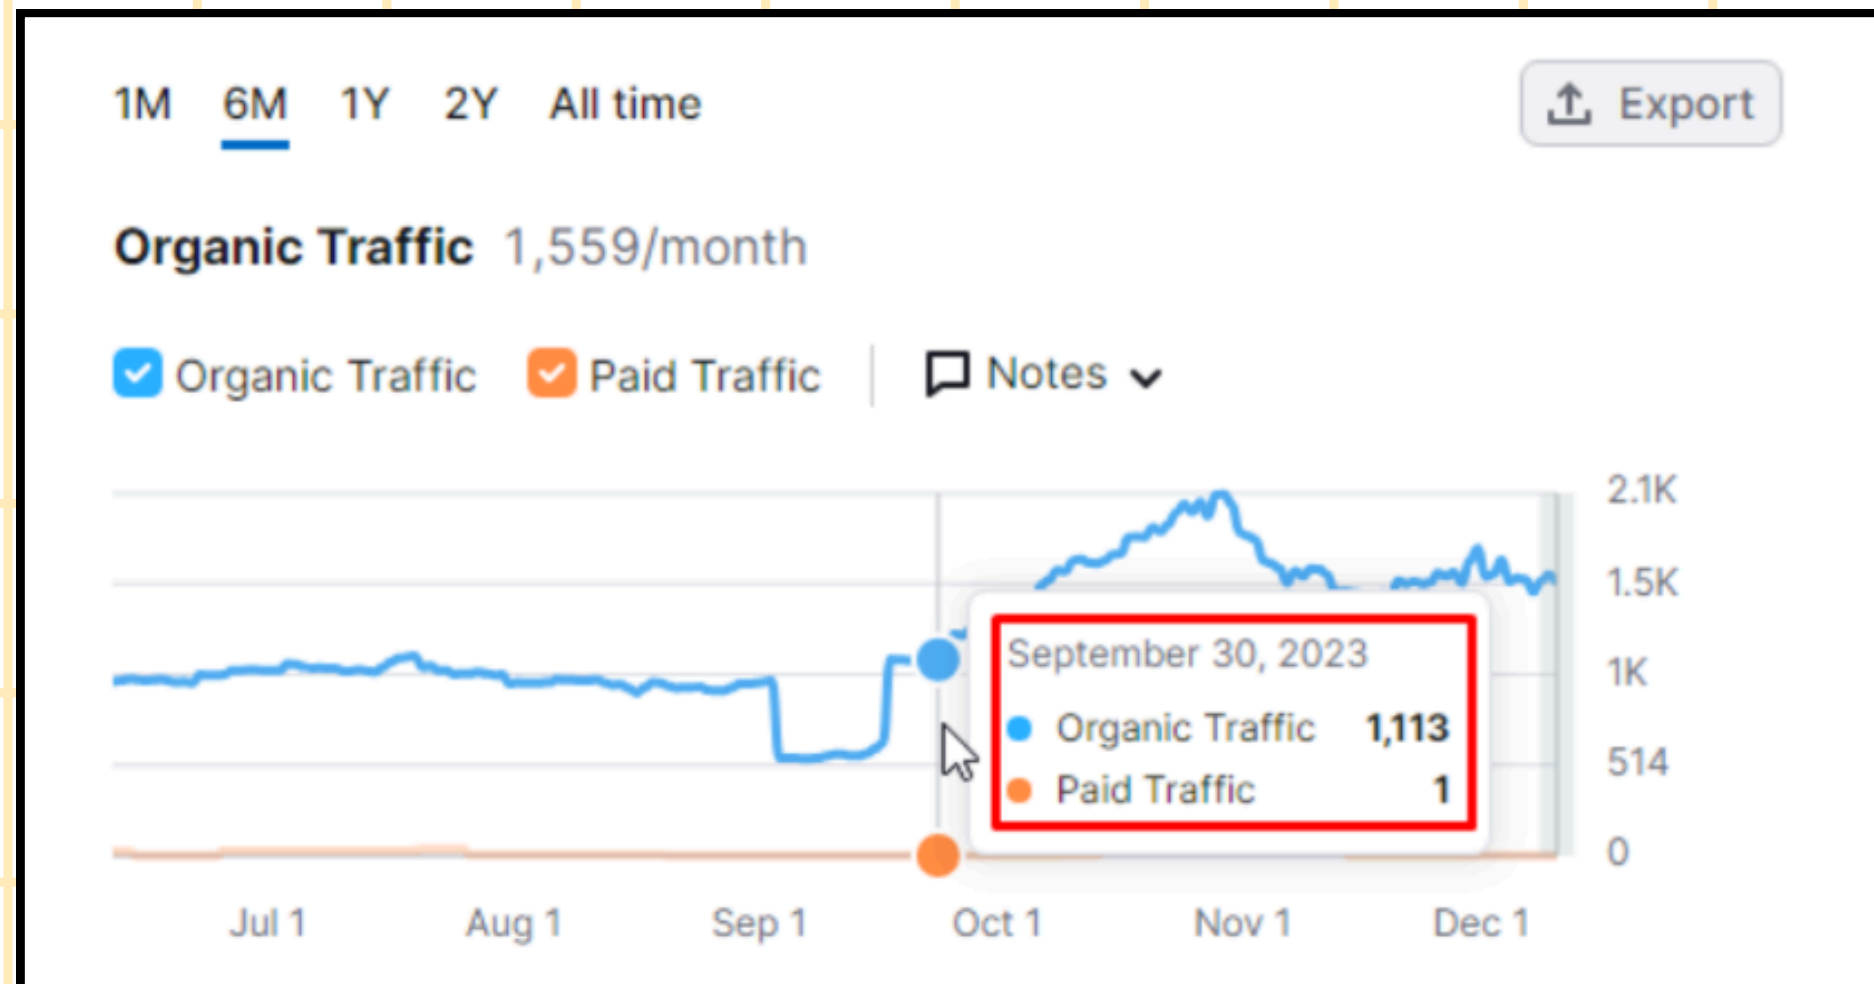 1M 6M 1Y 2Y All time
Export
Organic Traffic 1,559/month
Organic Traffic Paid Traffic Notes
2.1K
1.5K
September 30, 2023
1K
Organic Traffic 1,113
514
Paid Traffic 1
0
Jul 1 Aug 1 Sep 1 Oct 1 Nov 1 Dec 1